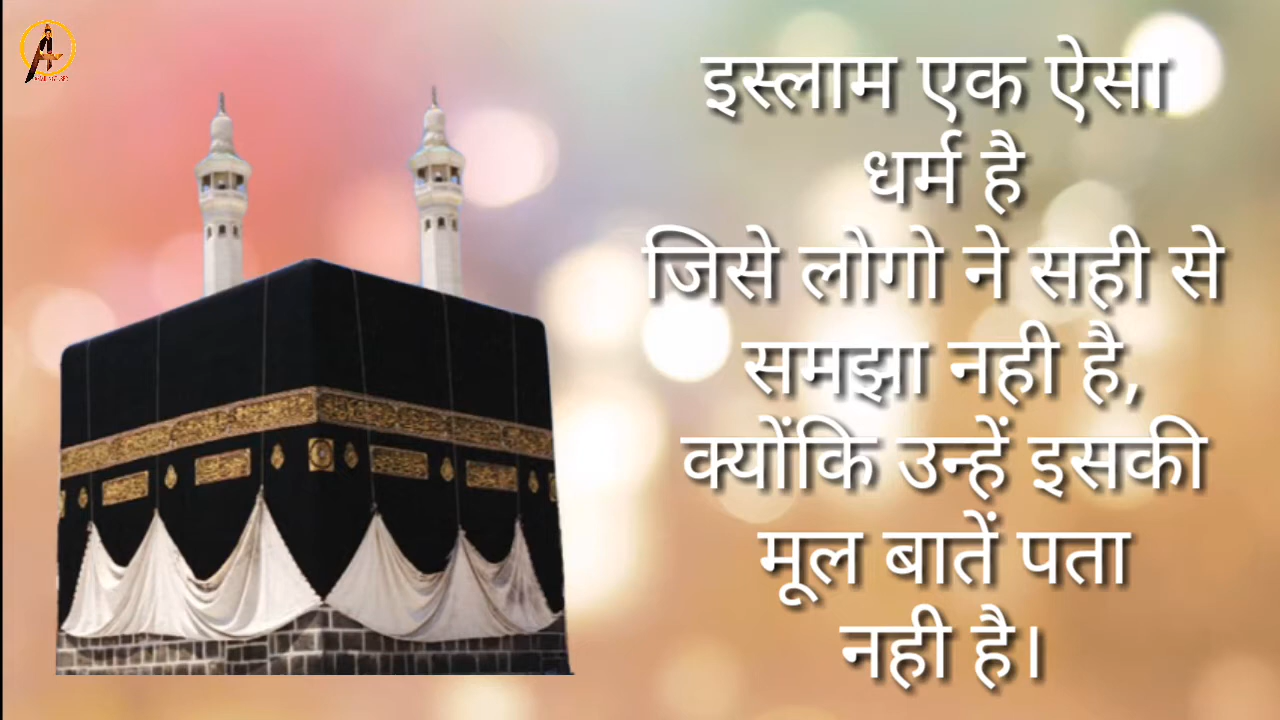 इस्लाम एक ऐसा
धर्म है
जिसे लोगो ने सही से
समझा नही है,
क्योंकि उन्हें इसकी
मूल बातें पता
नही है।